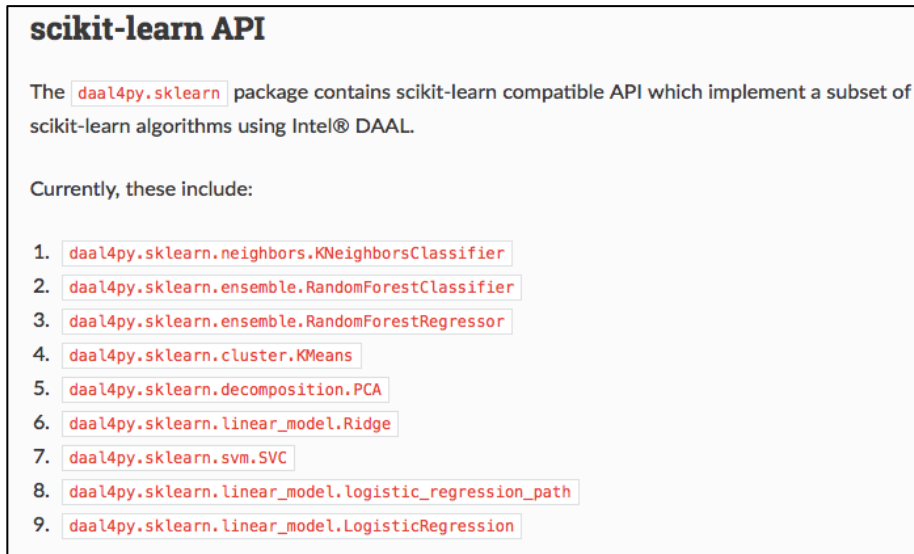 scikit-learn API
The daal4py.sklearn package contains scikit-learn compatible API which implement a subset of
scikit-learn algorithms using Intel® DAAL.
Currently, these include:
1. daal4py.sklearn.neighbors.KNeighborsClassifier
2. daal4py.sklearn.ensemble.RandomForestClassifier
3. daal4py.sklearn.ensemble.RandomForestRegressor
4. daal4py.sklearn.cluster.KMeans
5. daal4py.sklearn.decomposition.PCA
6. daal4py.sklearn.linear_model.Ridge
7. daal4py.sklearn.svm.SVC
8. daal4py.sklearn.linear_model.logistic_regression_path
9. daal4py.sklearn.linear_model.LogisticRegression